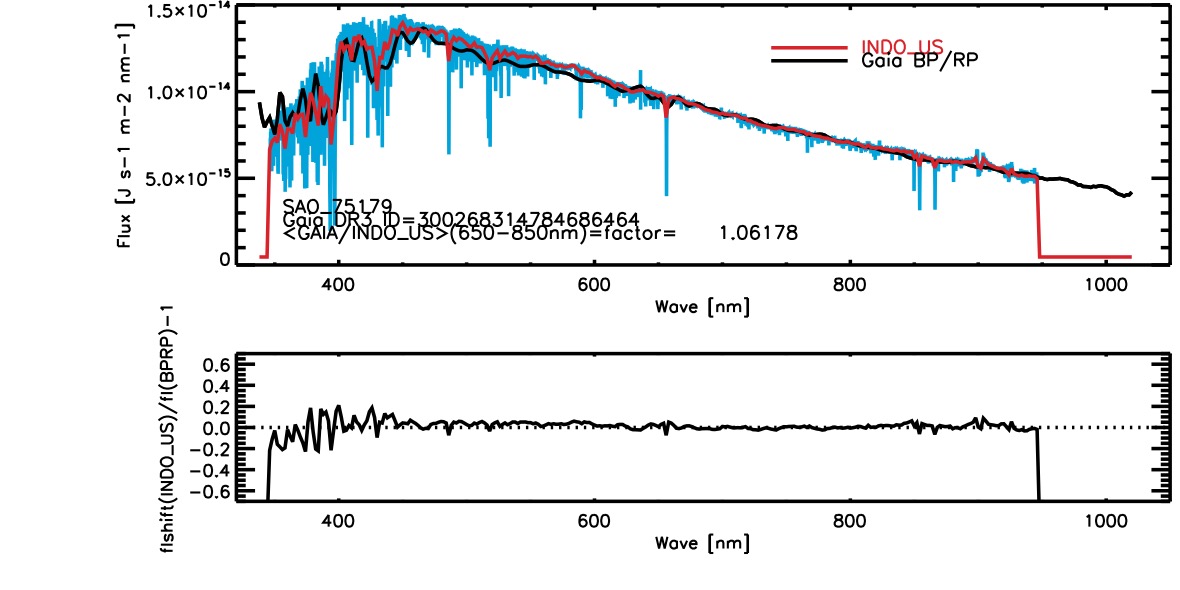 1.5×10⁻¹⁴
1.0×10⁻¹⁴
5.0×10⁻¹⁵
0
Flux [J s−1 m−2 nm−1]
INDO_US
Gaia BP/RP
SAO_75179
Gaia DR3 ID=30026831478468646​4
<GAIA/INDO_US>(650−850nm)=factor= 1.06178
400 600 800 1000
Wave [nm]
flshift(INDO_US)/fl(BPRP)−1
0.6
0.4
0.2
0.0
−0.2
−0.4
−0.6
400 600 800 1000
Wave [nm]